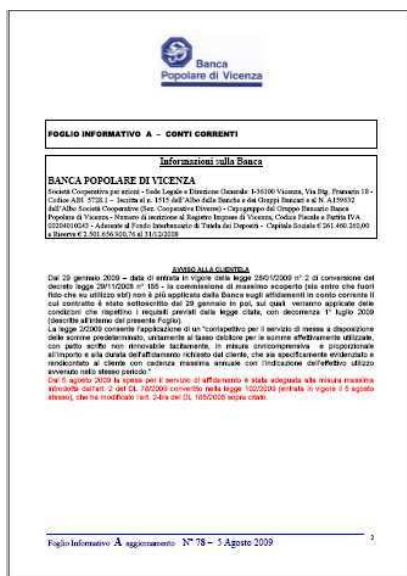 Banca
Popolare di Vicenza
FOGLIO INFORMATIVO A – CONTI CORRENTI
Informazioni sulla Banca
BANCA POPOLARE DI VICENZA
Società Cooperativa per azioni - Sede Legale e Direzione Generale: I-36100 Vicenza, Via Btg. Framarin 18 -
Codice ABI 5728.1 - Iscritta al n. 1515 dell'Albo delle Banche e dei Gruppi Bancari e al N. A159632
dell'Albo Società Cooperative (Sez. Cooperative Diverse) - Capogruppo del Gruppo Bancario Banca
Popolare di Vicenza - Numero di iscrizione al Registro Imprese di Vicenza, Codice Fiscale e Partita IVA
00204010243 - Aderente al Fondo Interbancario di Tutela dei Depositi - Capitale Sociale € 261.460.260,00
e Riserve € 2.501.656.900,76 al 31/12/2008
AVVISO ALLA CLIENTELA
Dal 29 gennaio 2009 – data di entrata in vigore della legge 28/01/2009 n° 2 di conversione del
decreto legge 29/11/2008 n° 185 - la commissione di massimo scoperto (sia entro che fuori
fido che su utilizzo sbf) non è più applicata dalla Banca sugli affidamenti in conto corrente il
cui contratto è stato sottoscritto dal 29 gennaio in poi, sui quali verranno applicate delle
condizioni che rispettino i requisiti previsti dalla legge citata, con decorrenza 1° luglio 2009
(descritte all'interno del presente Foglio).
La legge 2/2009 consente l'applicazione di un "corrispettivo per il servizio di messa a disposizione
delle somme predeterminato, unitamente al tasso debitore per le somme effettivamente utilizzate,
con patto scritto non rinnovabile tacitamente, in misura onnicomprensiva e proporzionale
all'importo e alla durata dell'affidamento richiesto dal cliente, che sia specificamente evidenziato e
rendicontato al cliente con cadenza massima annuale con l'indicazione dell'effettivo utilizzo
avvenuto nello stesso periodo."
Dal 5 agosto 2009 la spesa per il servizio di affidamento è stata adeguata alla misura massima
introdotta dall'art. 2 del DL 78/2009 convertito nella legge 102/2009 (entrata in vigore il 5 agosto
stesso), che ha modificato l'art. 2-bis del DL 185/2008 sopra citato.
Foglio Informativo A aggiornamento N° 78 – 5 Agosto 2009
2